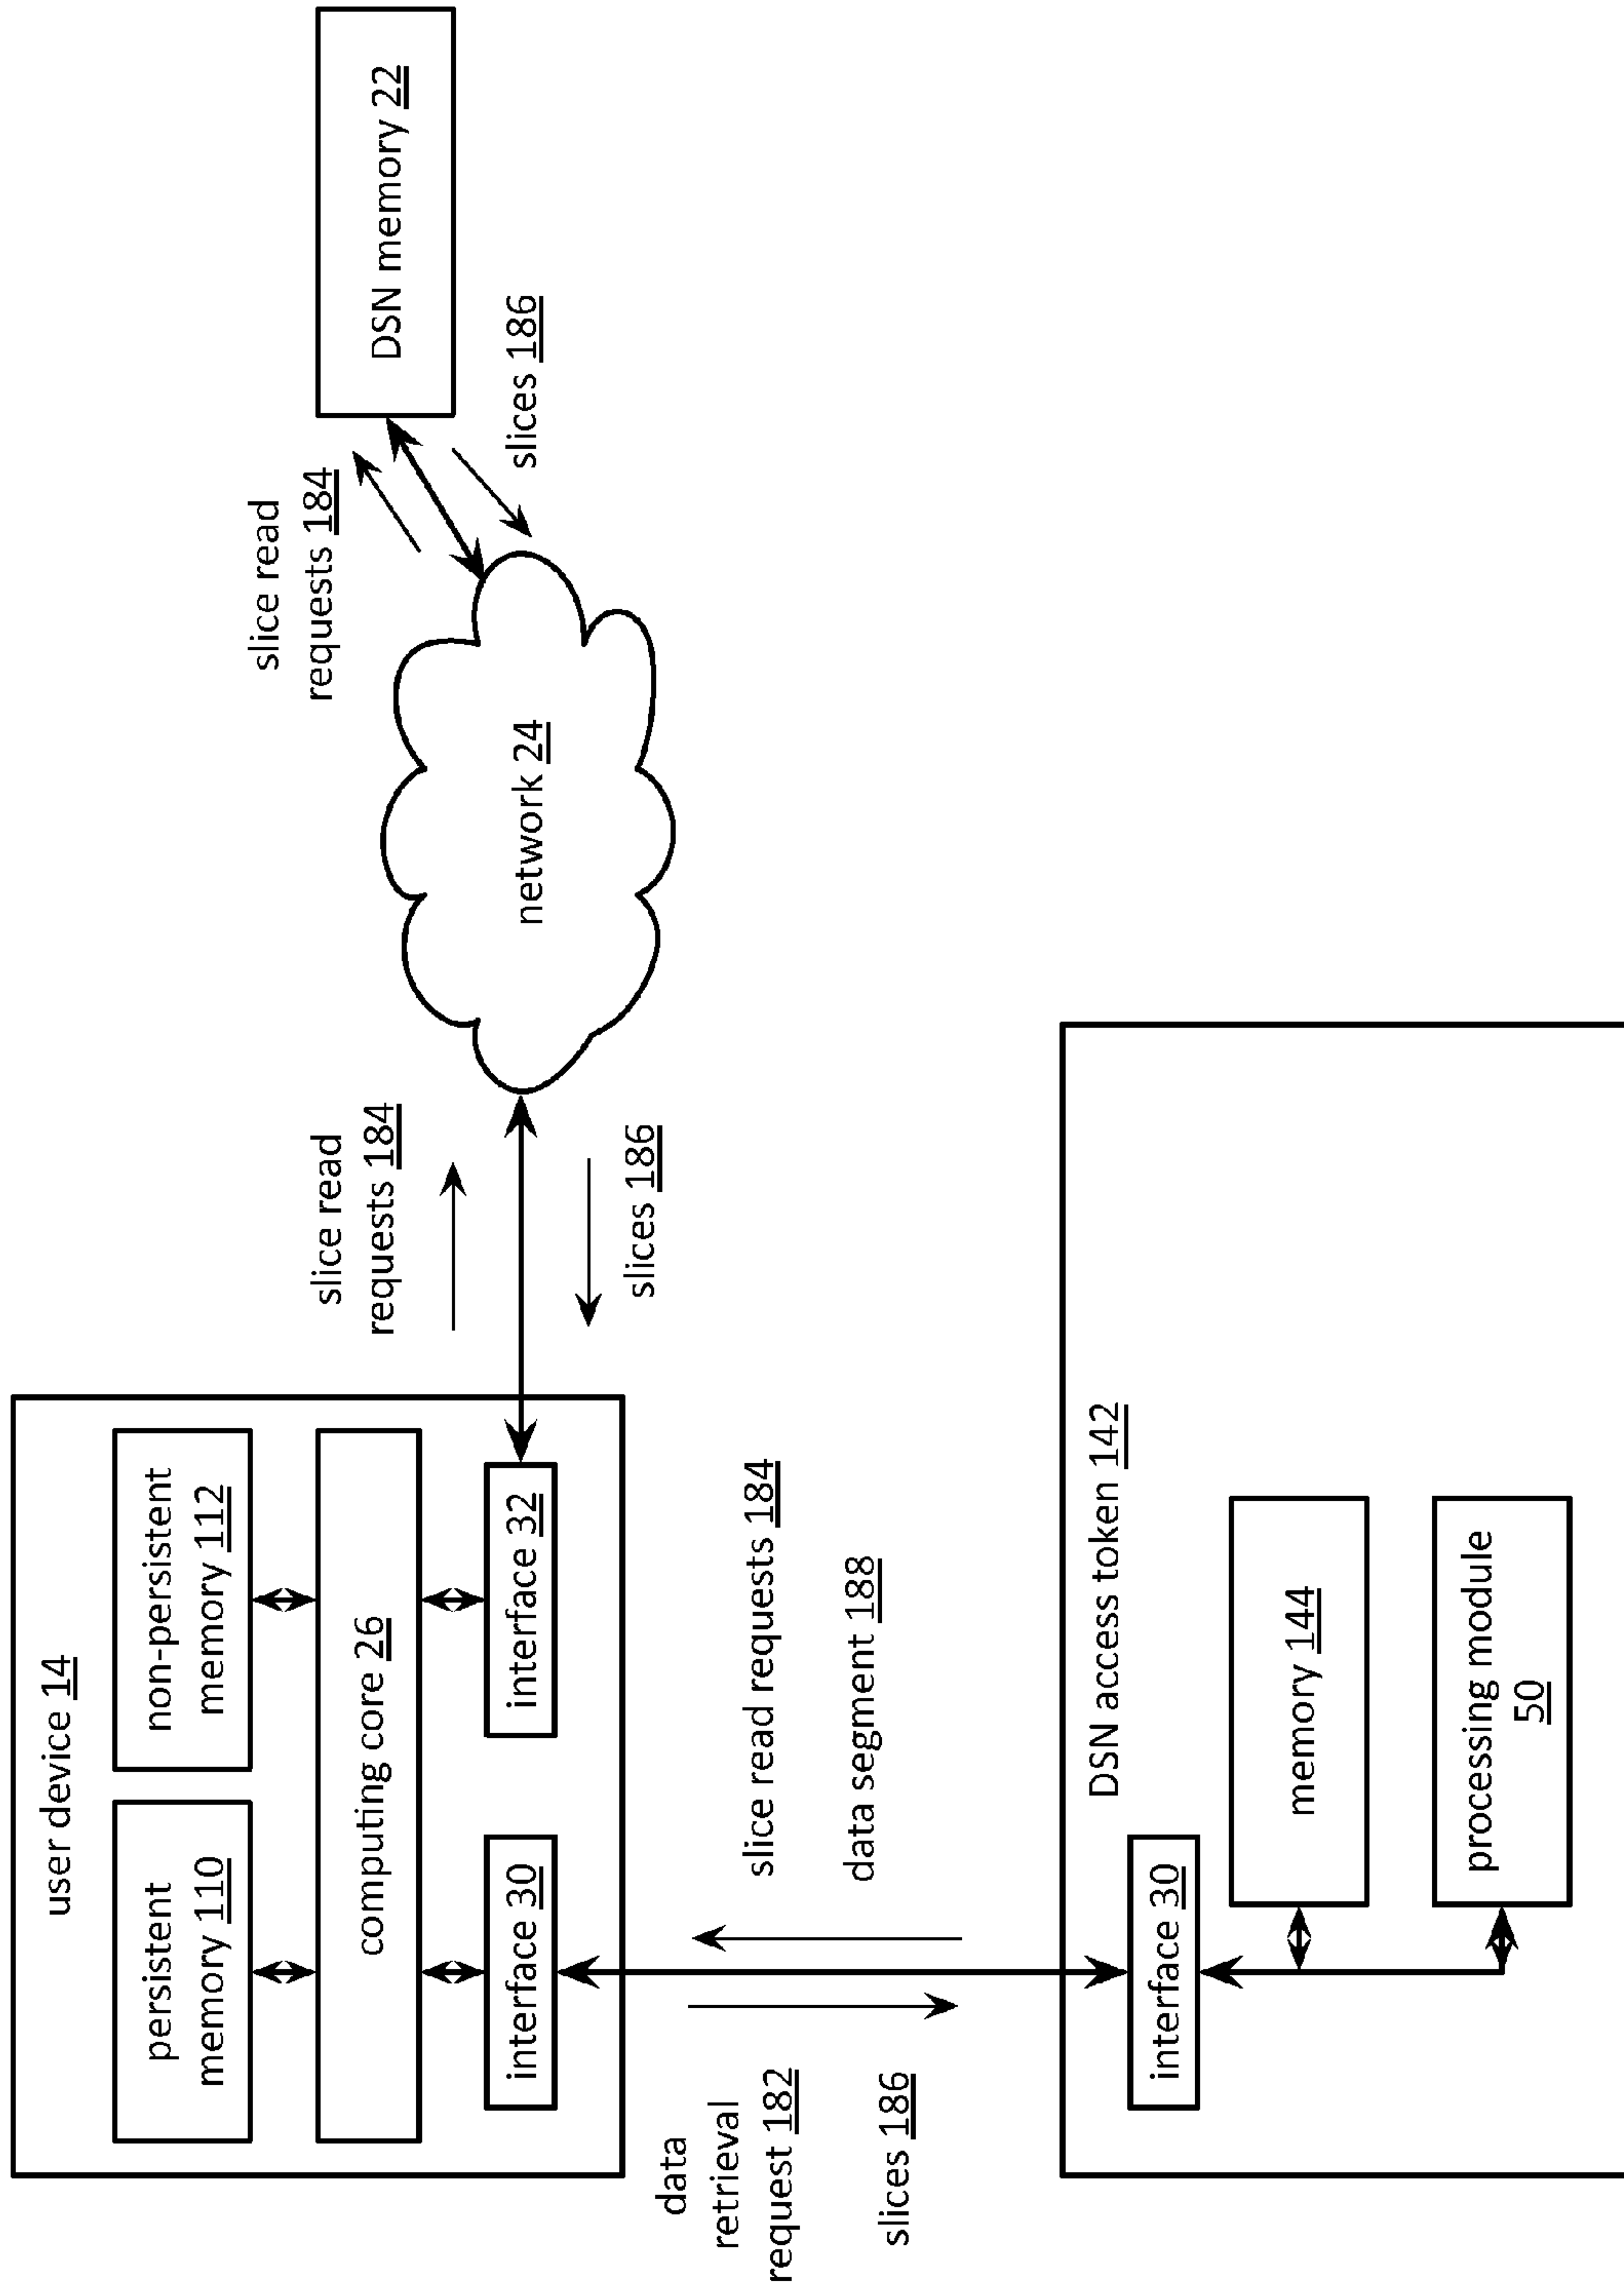 user device 14
persistent
memory 110
non-persistent
memory 112
computing core 26
interface 30
interface 32
slice read
requests 184
slices 186
network 24
slice read
requests 184
slices 186
DSN memory 22
data
retrieval
request 182
slices 186
slice read requests 184
data segment 188
DSN access token 142
interface 30
memory 144
processing module
50